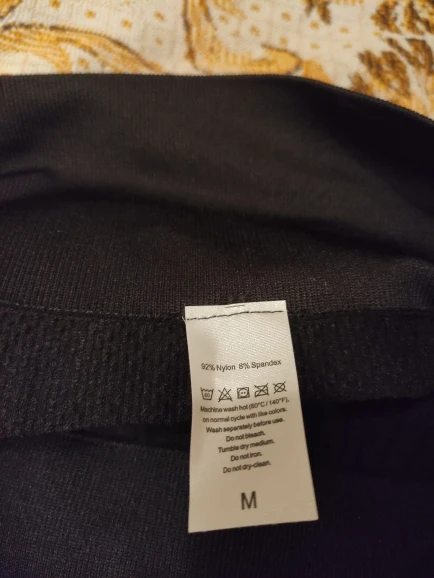 92% Nylon 8% Spandex
60
Machine wash hot (60°C / 140°F),
on normal cycle with like colors.
Wash separately before use.
Do not bleach.
Tumble dry medium.
Do not iron.
Do not dry-clean.
M